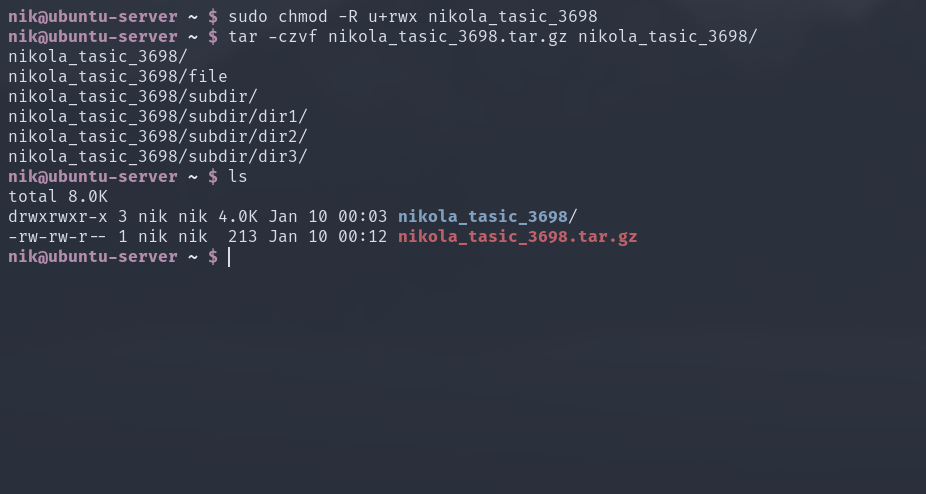 nik@ubuntu-server ~ $ sudo chmod -R u+rwx nikola_tasic_3698
nik@ubuntu-server ~ $ tar -czvf nikola_tasic_3698.tar.gz nikola_tasic_3698/
nikola_tasic_3698/
nikola_tasic_3698/file
nikola_tasic_3698/subdir/
nikola_tasic_3698/subdir/dir1/
nikola_tasic_3698/subdir/dir2/
nikola_tasic_3698/subdir/dir3/
nik@ubuntu-server ~ $ ls
total 8.0K
drwxrwxr-x 3 nik nik 4.0K Jan 10 00:03 nikola_tasic_3698/
-rw-rw-r-- 1 nik nik  213 Jan 10 00:12 nikola_tasic_3698.tar.gz
nik@ubuntu-server ~ $